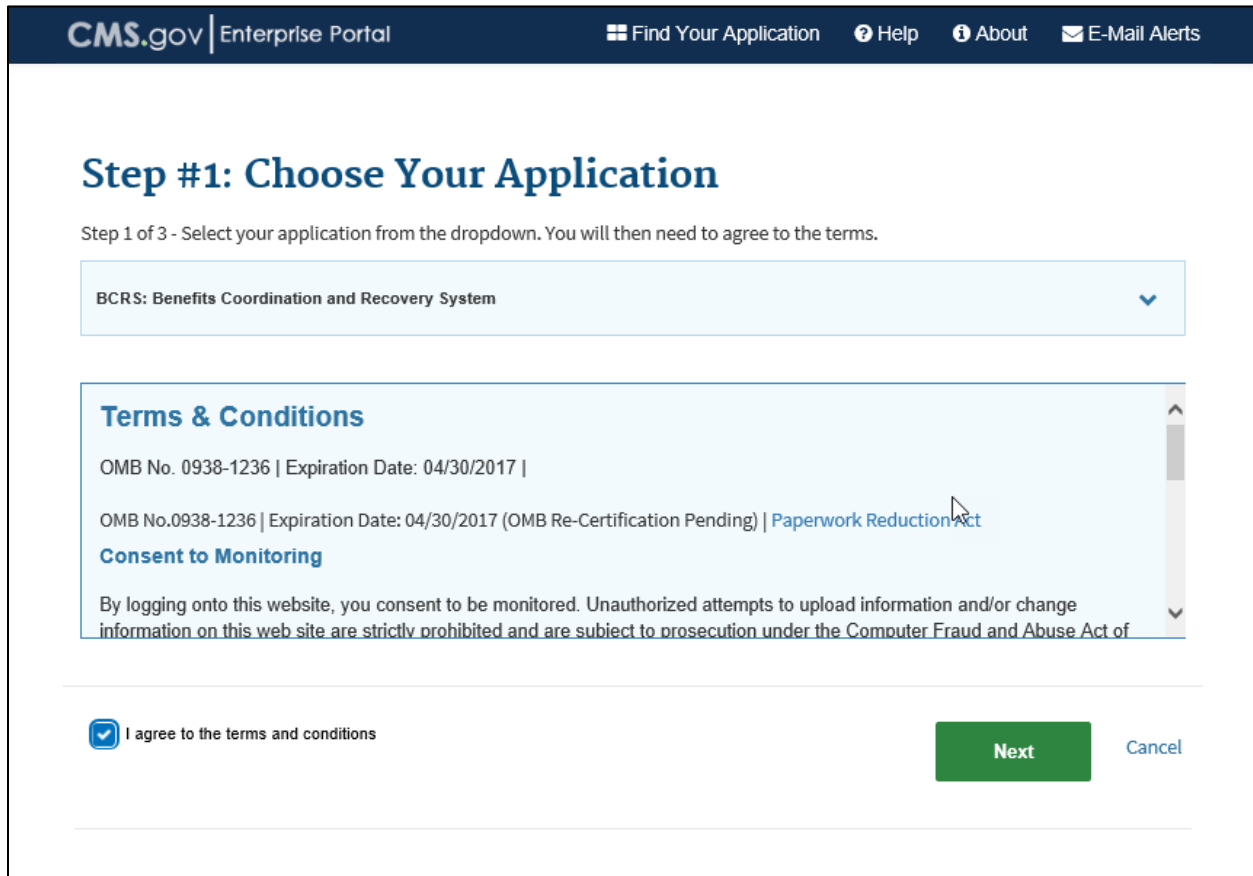 CMS.gov Enterprise Portal Find Your Application Help About E-Mail Alerts
Step #1: Choose Your Application
Step 1 of 3 - Select your application from the dropdown. You will then need to agree to the terms.
BCRS: Benefits Coordination and Recovery System
Terms & Conditions
OMB No. 0938-1236 | Expiration Date: 04/30/2017 |
OMB No.0938-1236 | Expiration Date: 04/30/2017 (OMB Re-Certification Pending) | Paperwork Reduction Act
Consent to Monitoring
By logging onto this website, you consent to be monitored. Unauthorized attempts to upload information and/or change
information on this web site are strictly prohibited and are subject to prosecution under the Computer Fraud and Abuse Act of
I agree to the terms and conditions
Next Cancel